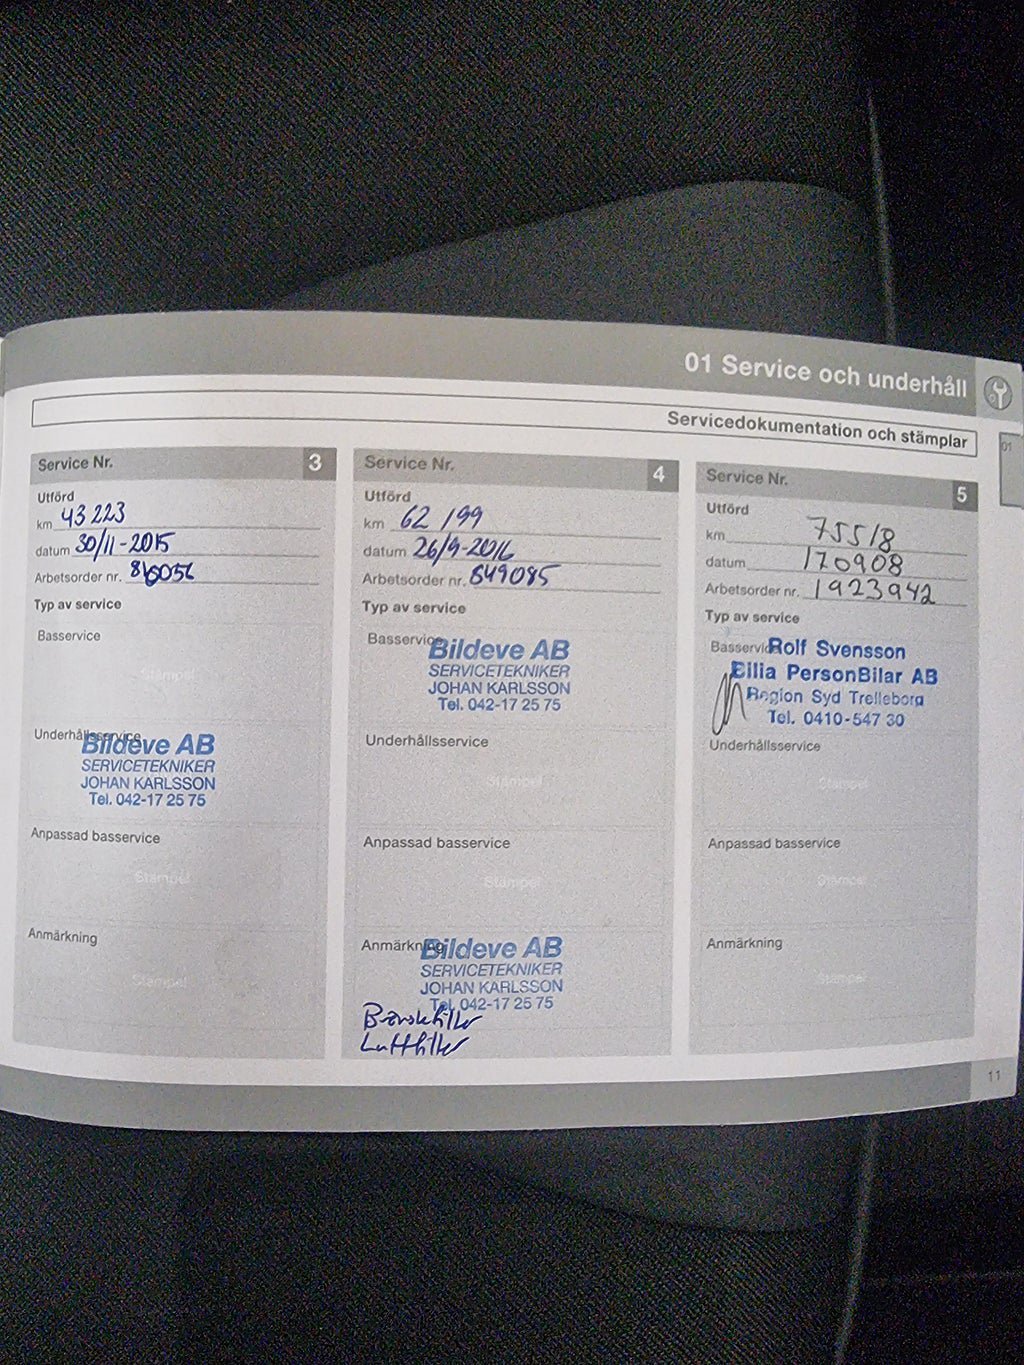 01 Service och underhåll
Servicedokumentation och stämplar
01
Service Nr. 3
Utförd
km 43 223
datum 30/11-2015
Arbetsorder nr.
Typ av service
Basservice
Stämpel
Underhållsservice
Bildeve AB
SERVICETEKNIKER
JOHAN KARLSSON
Tel. 042-17 25 75
Anpassad basservice
Stämpel
Anmärkning
Stämpel
Service Nr. 4
Utförd
km 62 199
datum 26/9-2016
Arbetsorder nr. 849085
Typ av service
Basservice
Bildeve AB
SERVICETEKNIKER
JOHAN KARLSSON
Tel. 042-17 25 75
Underhållsservice
Stämpel
Anpassad basservice
Stämpel
Anmärkning
Bildeve AB
SERVICETEKNIKER
JOHAN KARLSSON
Tel. 042-17 25 75
Bränslefilter
Luftfilter
Service Nr. 5
Utförd
km 75518
datum 170908
Arbetsorder nr. 1923942
Typ av service
Basservice
Rolf Svensson
Bilia PersonBilar AB
Region Syd Trelleborg
Tel. 0410-547 30
Underhållsservice
Stämpel
Anpassad basservice
Stämpel
Anmärkning
Stämpel
11